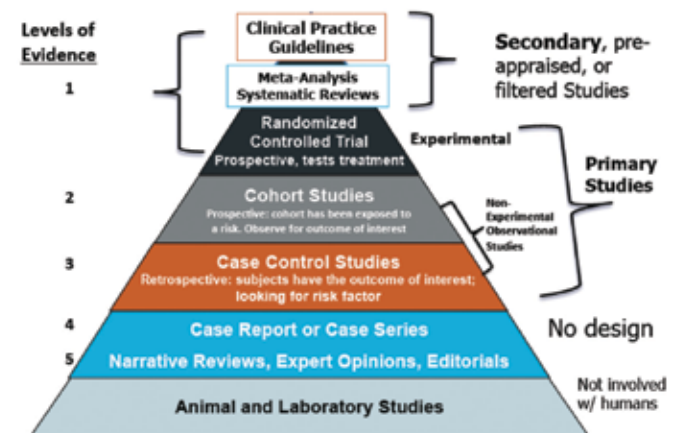 Levels of
Evidence
1
2
3
4
5
Clinical Practice
Guidelines
Meta-Analysis
Systematic Reviews
Randomized
Controlled Trial
Prospective, tests treatment
Cohort Studies
Prospective: cohort has been exposed to
a risk. Observe for outcome of interest
Case Control Studies
Retrospective: subjects have the outcome of interest;
looking for risk factor
Case Report or Case Series
Narrative Reviews, Expert Opinions, Editorials
Animal and Laboratory Studies
Secondary, pre-
appraised, or
filtered Studies
Experimental
Primary
Studies
Non-
Experimental
Observational
Studies
No design
Not involved
w/ humans